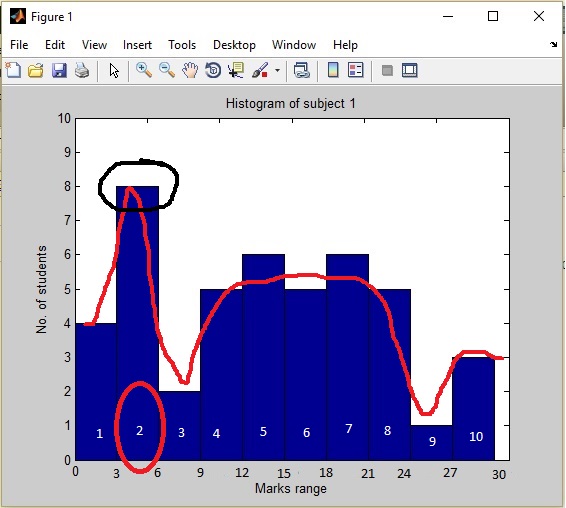 Figure 1
File Edit View Insert Tools Desktop Window Help
Histogram of subject 1
10
9
8
7
6
5
4
3
2
1
0
No. of students
1 2 3 4 5 6 7 8 9 10
0 3 6 9 12 15 18 21 24 27 30
Marks range